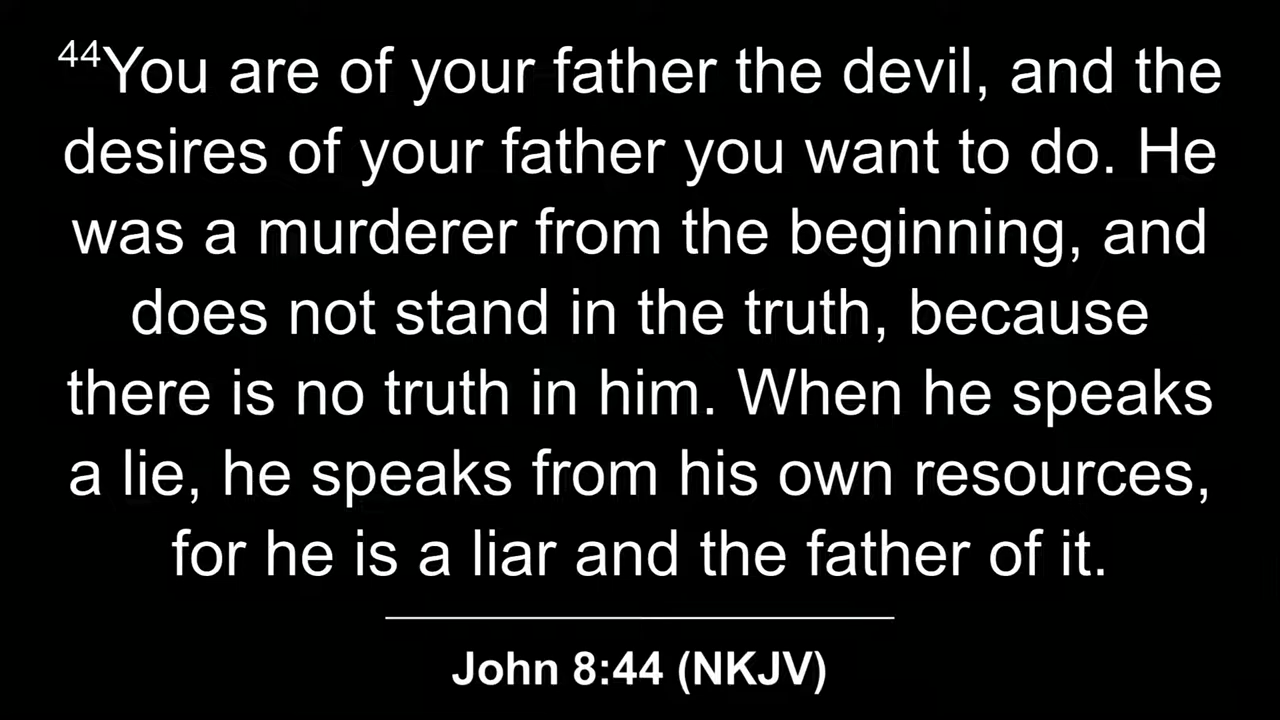 44You are of your father the devil, and the
desires of your father you want to do. He
was a murderer from the beginning, and
does not stand in the truth, because
there is no truth in him. When he speaks
a lie, he speaks from his own resources,
for he is a liar and the father of it.
John 8:44 (NKJV)